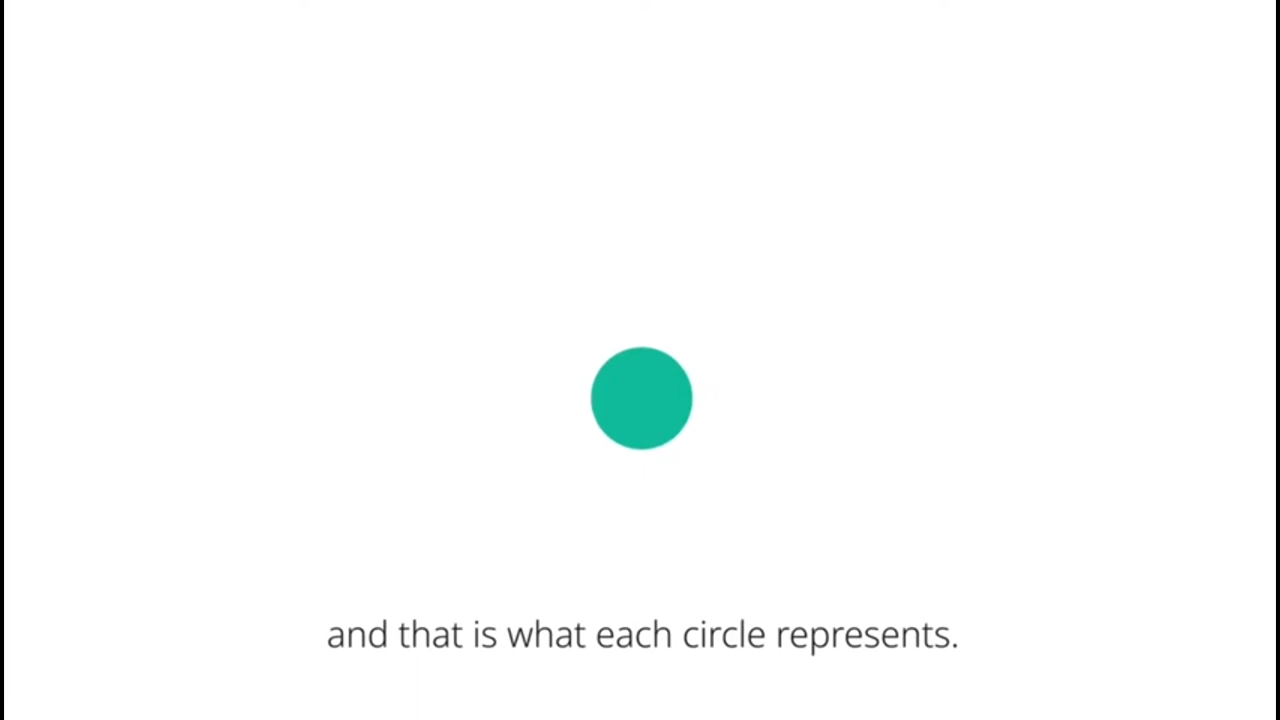 and that is what each circle represents.